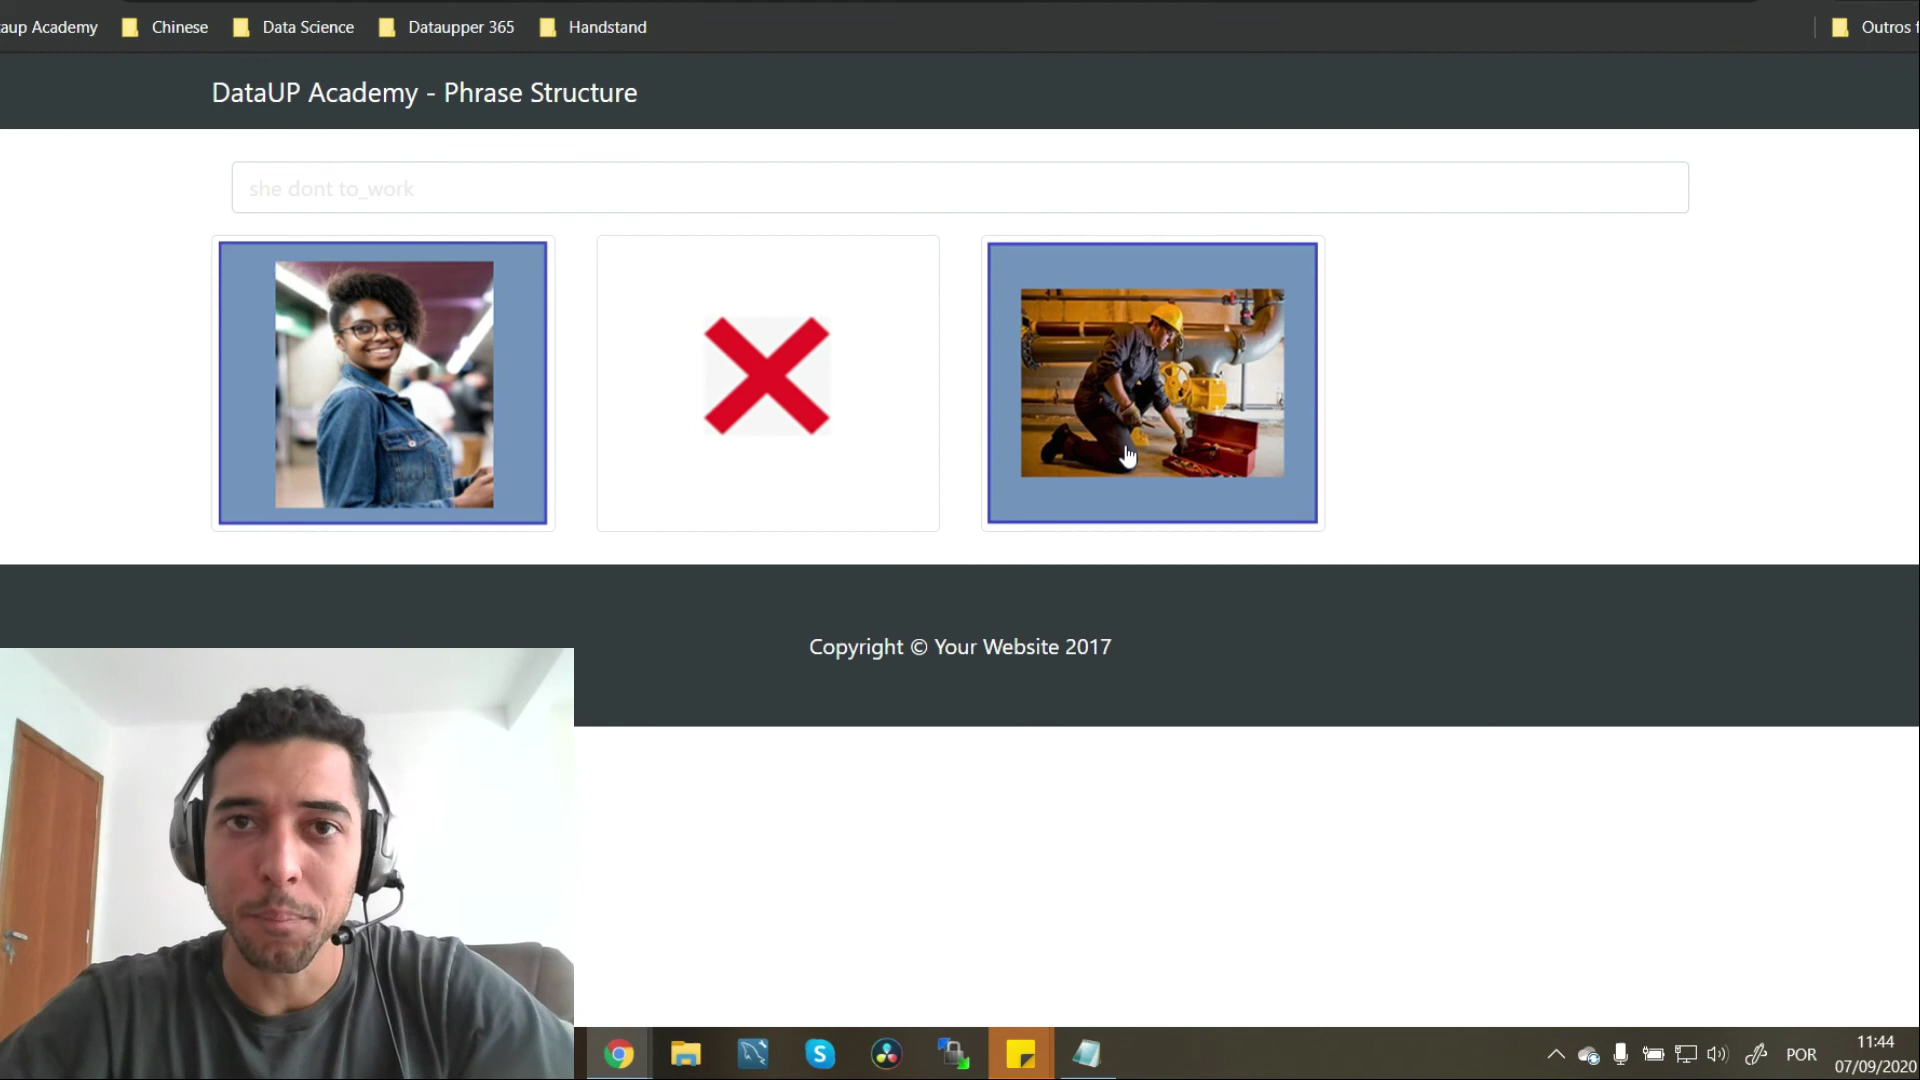 aup Academy
Chinese
Data Science
Dataupper 365
Handstand
Outros f
DataUP Academy - Phrase Structure
she dont to_work
Copyright © Your Website 2017
POR
11:44
07/09/2020